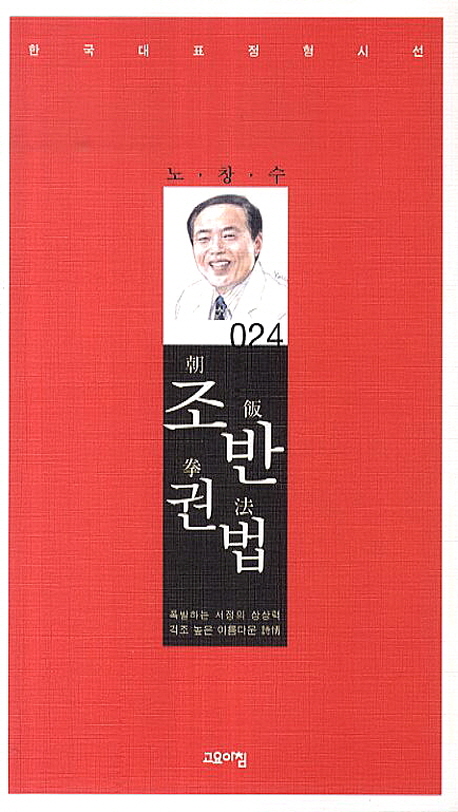 한 국 대 표 정 형 시 선
노 · 창 · 수
024
朝
조
飯
반
拳
권
法
법
폭발하는 서정의 상상력
격조 높은 아름다운 詩情
고요아침